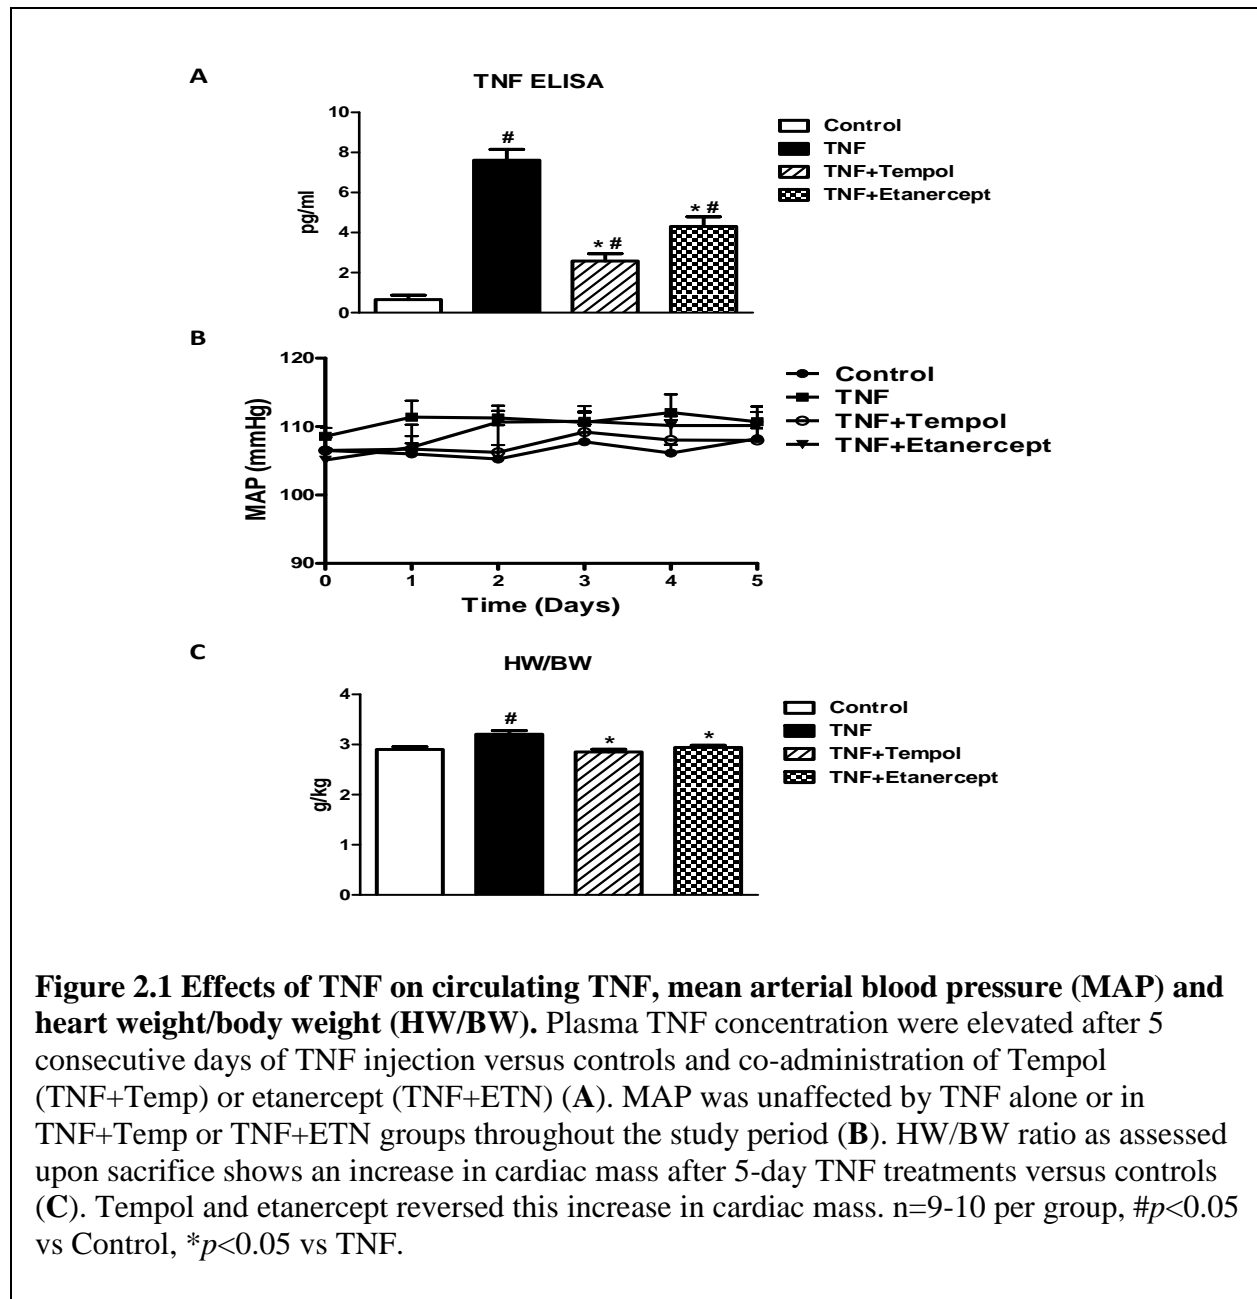 A
TNF ELISA
10
8
6
4
2
0
pg/ml
#
* #
* #
Control
TNF
TNF+Tempol
TNF+Etanercept
B
120
110
100
90
MAP (mmHg)
0 1 2 3 4 5
Time (Days)
Control
TNF
TNF+Tempol
TNF+Etanercept
C
HW/BW
4
3
2
1
0
g/kg
#
*
*
Control
TNF
TNF+Tempol
TNF+Etanercept
Figure 2.1 Effects of TNF on circulating TNF, mean arterial blood pressure (MAP) and
heart weight/body weight (HW/BW). Plasma TNF concentration were elevated after 5
consecutive days of TNF injection versus controls and co-administration of Tempol
(TNF+Temp) or etanercept (TNF+ETN) (A). MAP was unaffected by TNF alone or in
TNF+Temp or TNF+ETN groups throughout the study period (B). HW/BW ratio as assessed
upon sacrifice shows an increase in cardiac mass after 5-day TNF treatments versus controls
(C). Tempol and etanercept reversed this increase in cardiac mass. n=9-10 per group, #p<0.05
vs Control, *p<0.05 vs TNF.